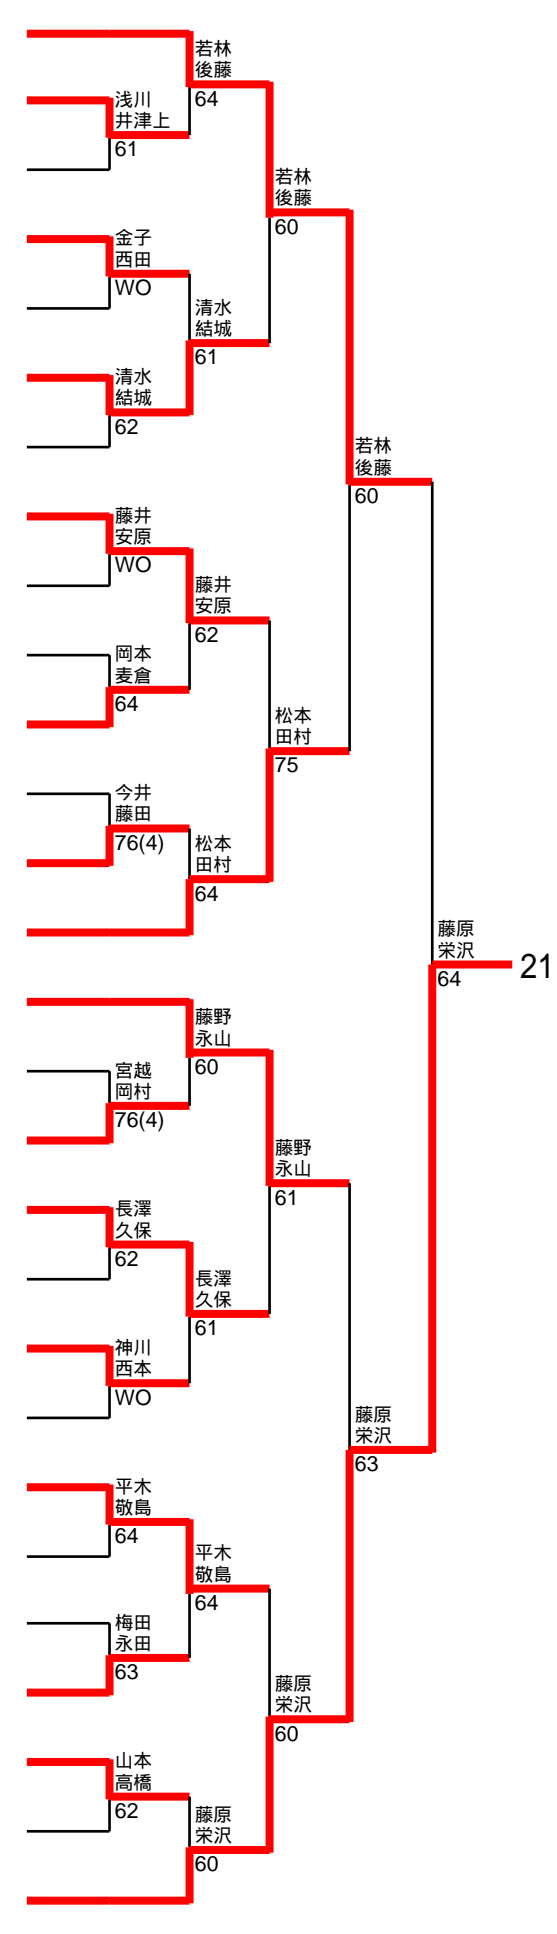 若林
後藤
64
浅川
井津上
61
若林
後藤
60
金子
西田
WO
清水
結城
61
清水
結城
62
若林
後藤
60
藤井
安原
WO
藤井
安原
62
岡本
麦倉
64
松本
田村
75
今井
藤田
76(4)
松本
田村
64
藤原
栄沢
64
21
藤野
永山
60
宮越
岡村
76(4)
藤野
永山
61
長澤
久保
62
長澤
久保
61
神川
西本
WO
藤原
栄沢
63
平木
敬島
64
平木
敬島
64
梅田
永田
63
藤原
栄沢
60
山本
高橋
62
藤原
栄沢
60